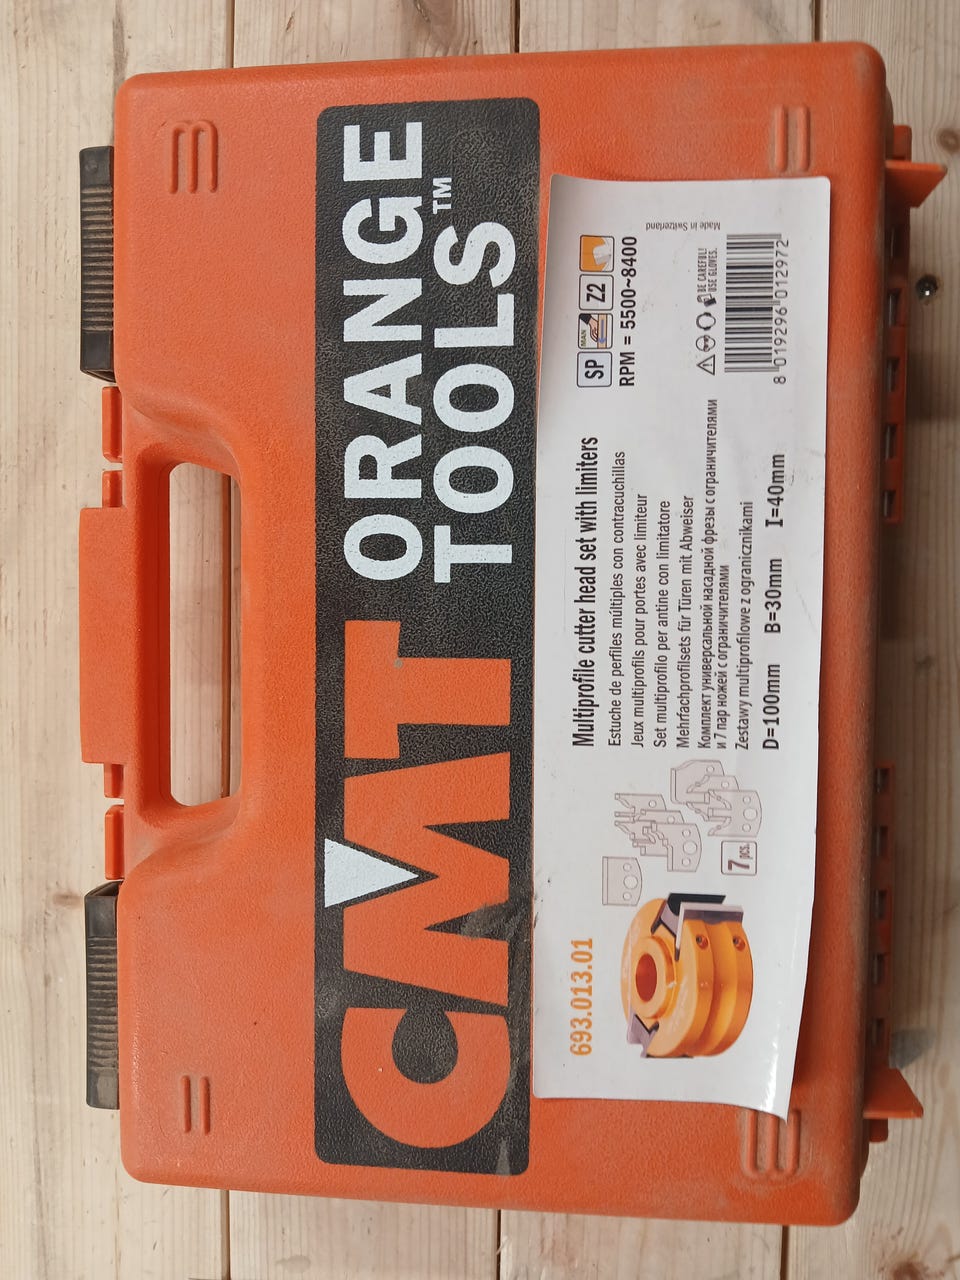 CMT ORANGE
TOOLS™
693.013.01
7 pcs.
Multiprofile cutter head set with limiters
Estuche de perfiles múltiples con contracuchillas
Jeux multiprofils pour portes avec limiteur
Set multiprofilo per antine con limitatore
Mehrfachprofilsets für Türen mit Abweiser
Комплект универсальной насадной фрезы с ограничителями
и 7 пар ножей с ограничителями
Zestawy multiprofilowe z ogranicznikami
D=100mm B=30mm I=40mm
SP MAN Z2
RPM = 5500~8400
BE CAREFUL!
USE GLOVES.
8 019296 012972
Made in Switzerland